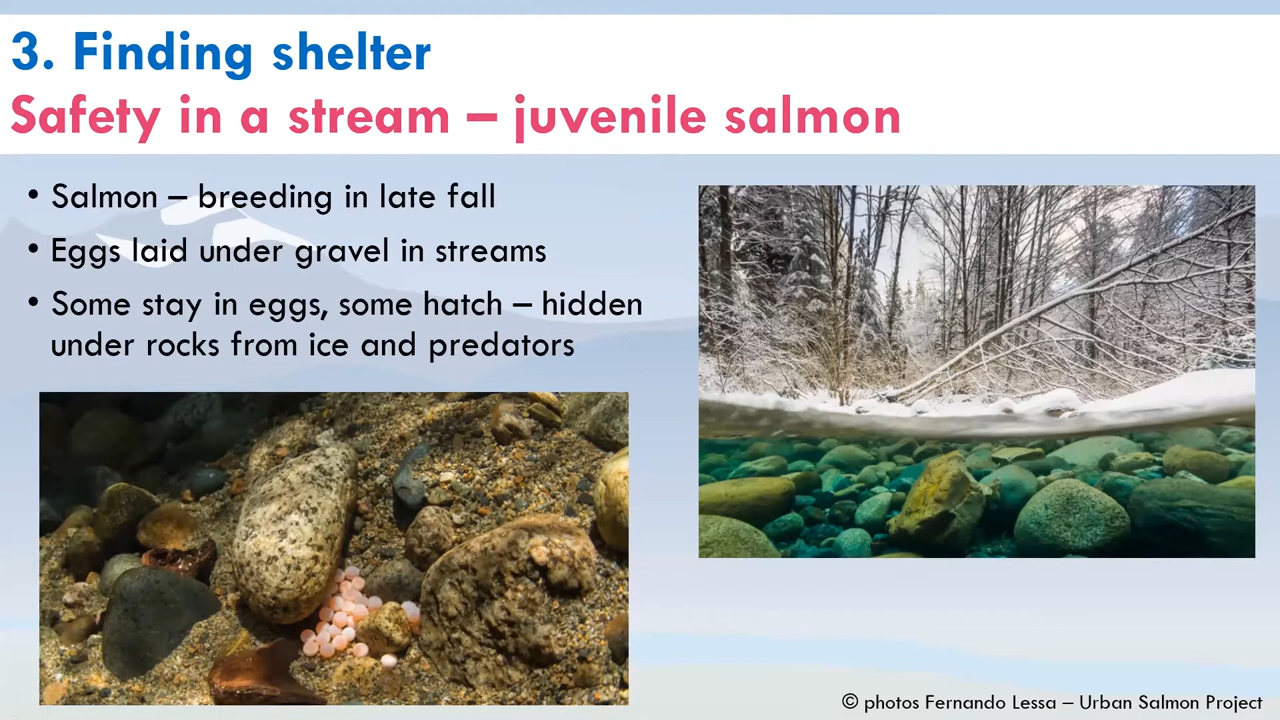 3. Finding shelter
Safety in a stream – juvenile salmon
• Salmon – breeding in late fall
• Eggs laid under gravel in streams
• Some stay in eggs, some hatch – hidden
under rocks from ice and predators
© photos Fernando Lessa – Urban Salmon Project